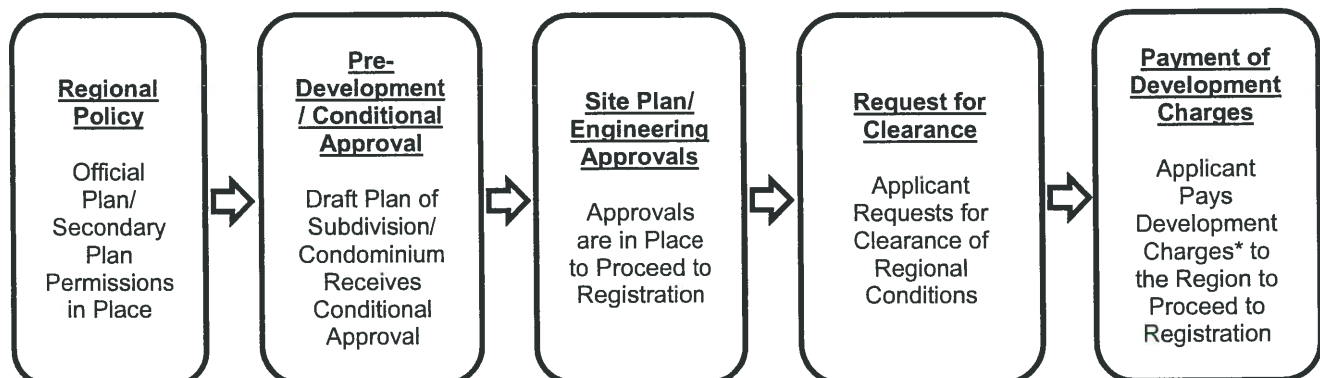 Regional
Policy
Official
Plan/
Secondary
Plan
Permissions
in Place
Pre-
Development
/ Conditional
Approval
Draft Plan of
Subdivision/
Condominium
Receives
Conditional
Approval
Site Plan/
Engineering
Approvals
Approvals
are in Place
to Proceed to
Registration
Request for
Clearance
Applicant
Requests for
Clearance of
Regional
Conditions
Payment of
Development
Charges
Applicant
Pays
Development
Charges* to
the Region to
Proceed to
Registration